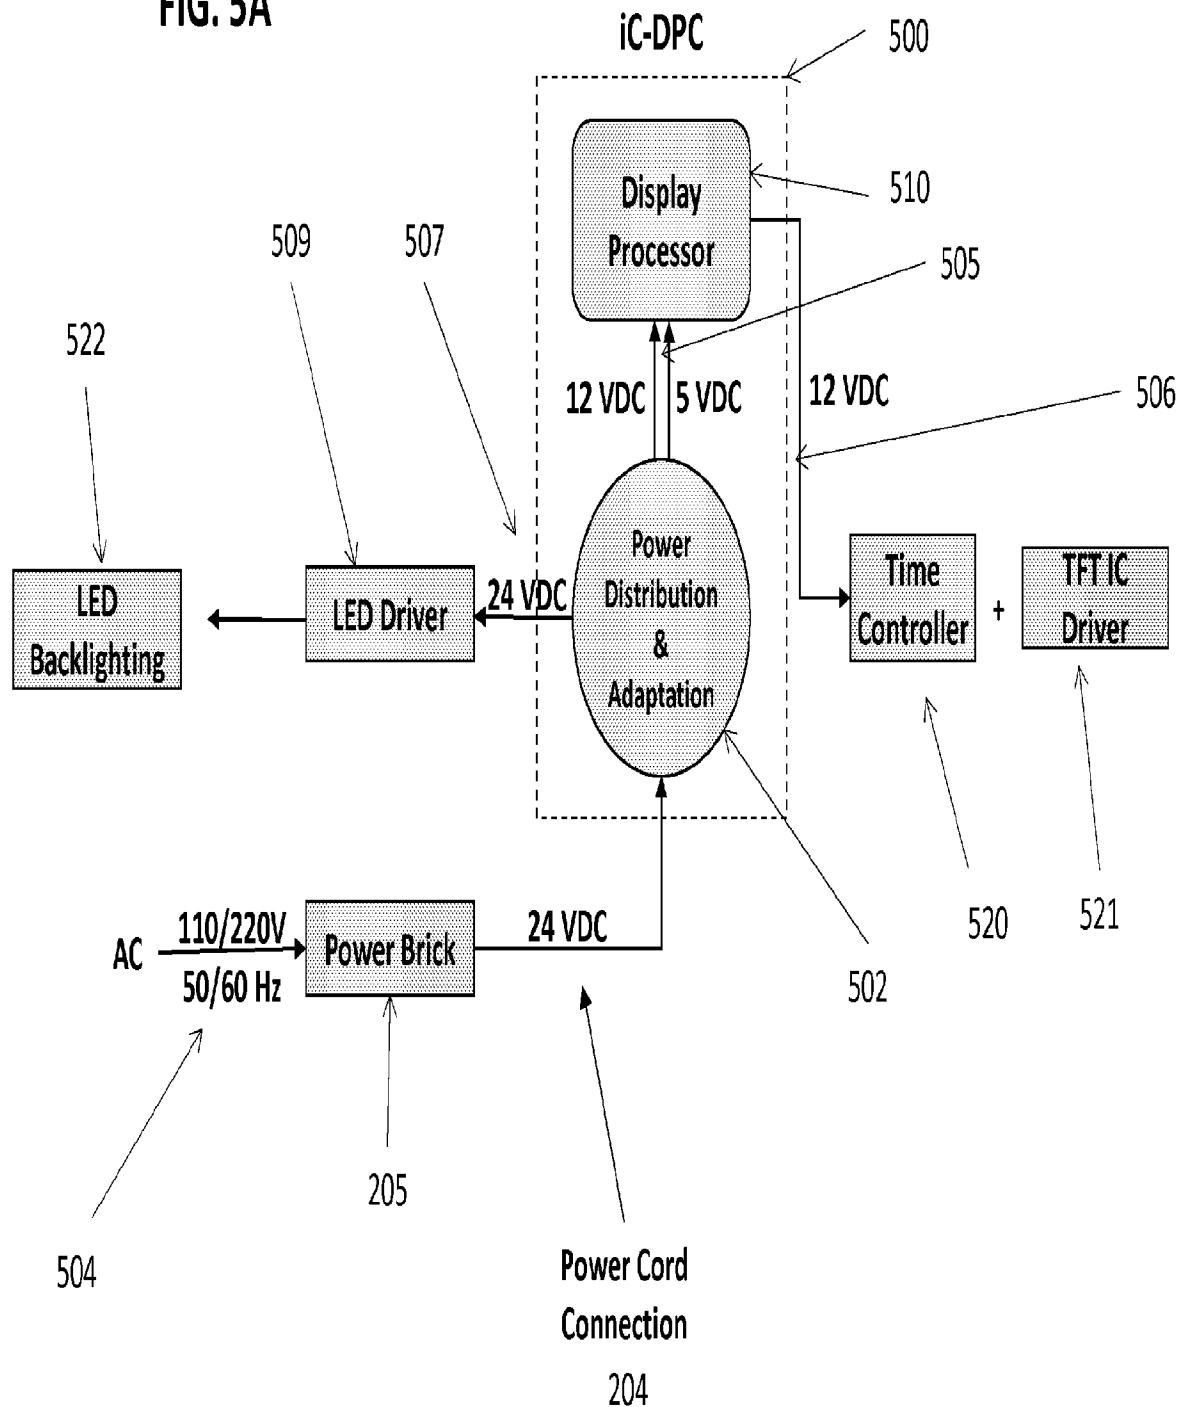 FIG. 5A
iC-DPC
500
Display
Processor
510
509
507
505
522
12 VDC
5 VDC
12 VDC
506
Power
Distribution
&
Adaptation
24 VDC
LED Driver
LED
Backlighting
Time
Controller
+
TFT IC
Driver
520
521
502
AC
110/220V
50/60 Hz
Power Brick
24 VDC
504
205
Power Cord
Connection
204